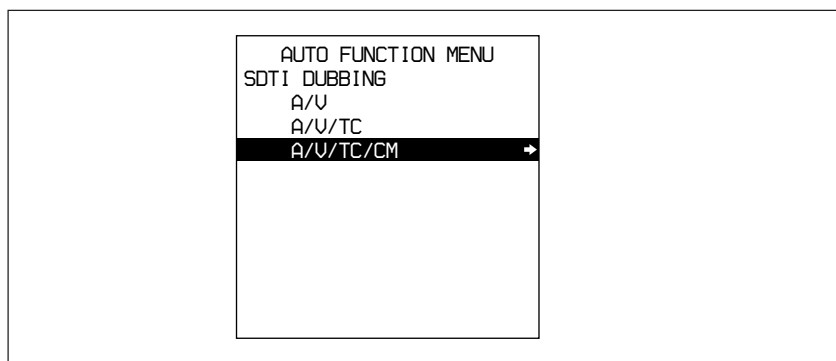 AUTO FUNCTION MENU
SDTI DUBBING
A/V
A/V/TC
A/V/TC/CM ➔